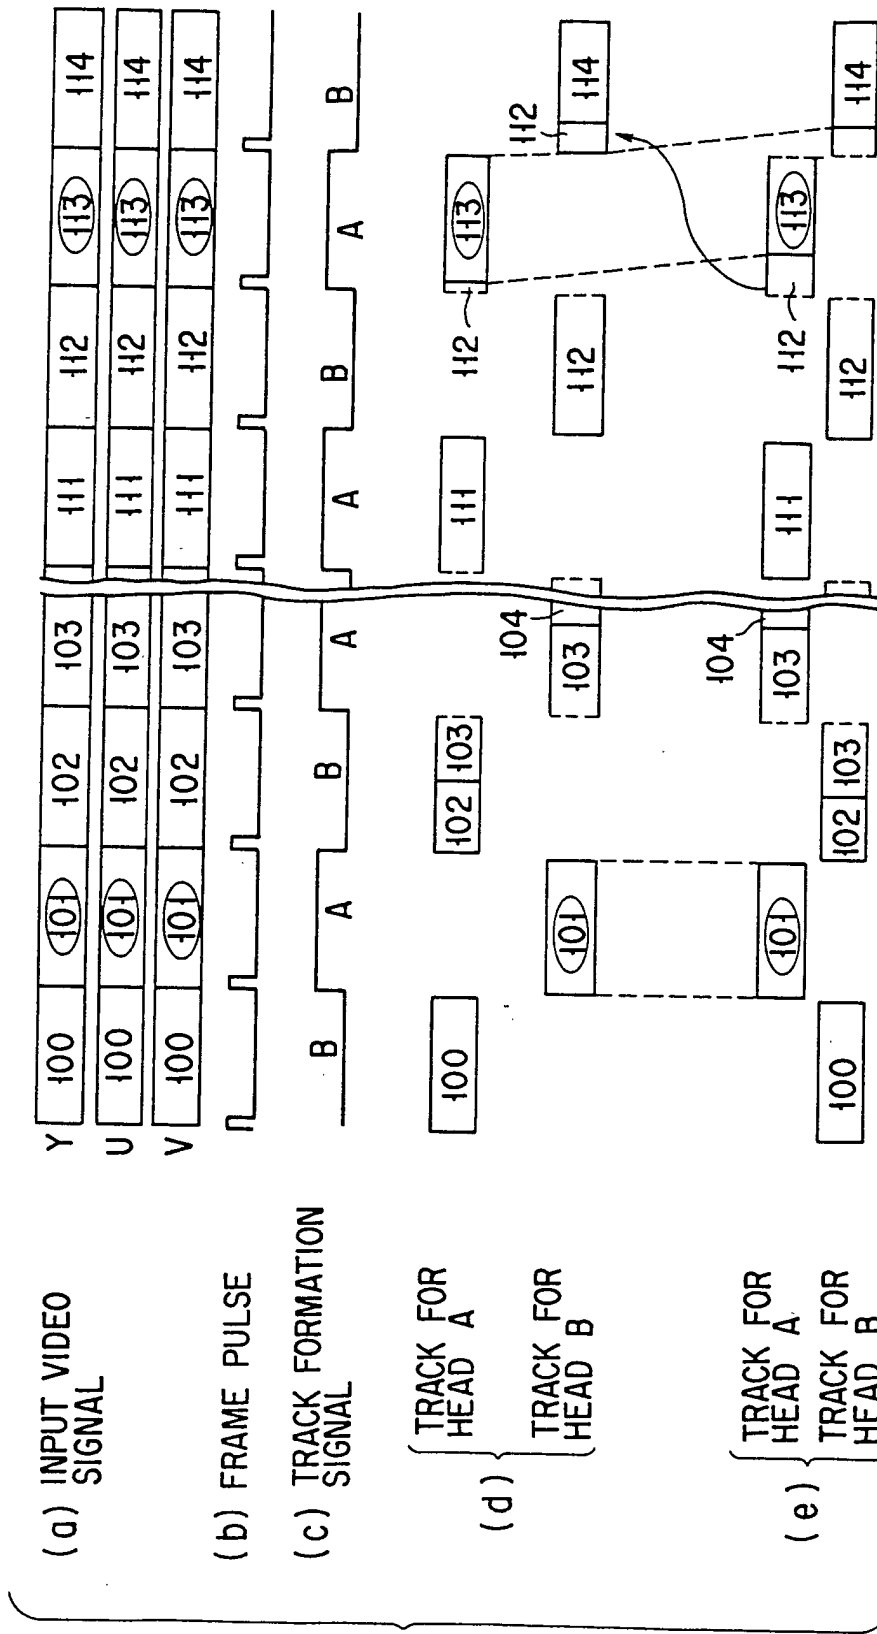 (a) INPUT VIDEO
SIGNAL
Y 100 101 102 103 111 112 113 114
U 100 101 102 103 111 112 113 114
V 100 101 102 103 111 112 113 114
(b) FRAME PULSE
(c) TRACK FORMATION
SIGNAL
B A B A A B A B
(d)
TRACK FOR
HEAD A
100 102 103 111 112 113
TRACK FOR
HEAD B
101 103 104 112 112 114
(e)
TRACK FOR
HEAD A
101 103 104 111 112 113
TRACK FOR
HEAD B
100 102 103 112 114